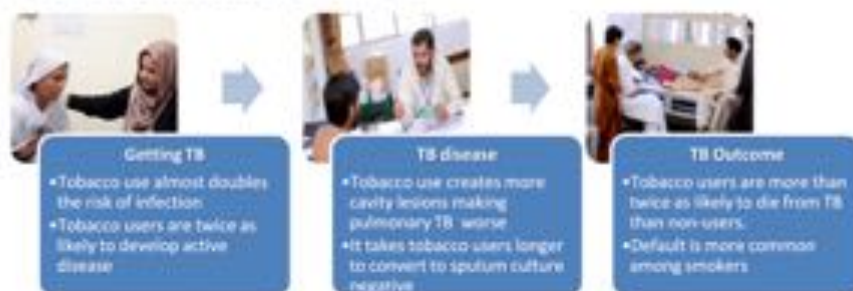 Getting TB
•Tobacco use almost doubles
the risk of infection
•Tobacco users are twice as
likely to develop active
disease
TB disease
•Tobacco use creates more
cavity lesions making
pulmonary TB worse
•It takes tobacco users longer
to convert to sputum culture
negative
TB Outcome
•Tobacco users are more than
twice as likely to die from TB
than non-users.
•Default is more common
among smokers